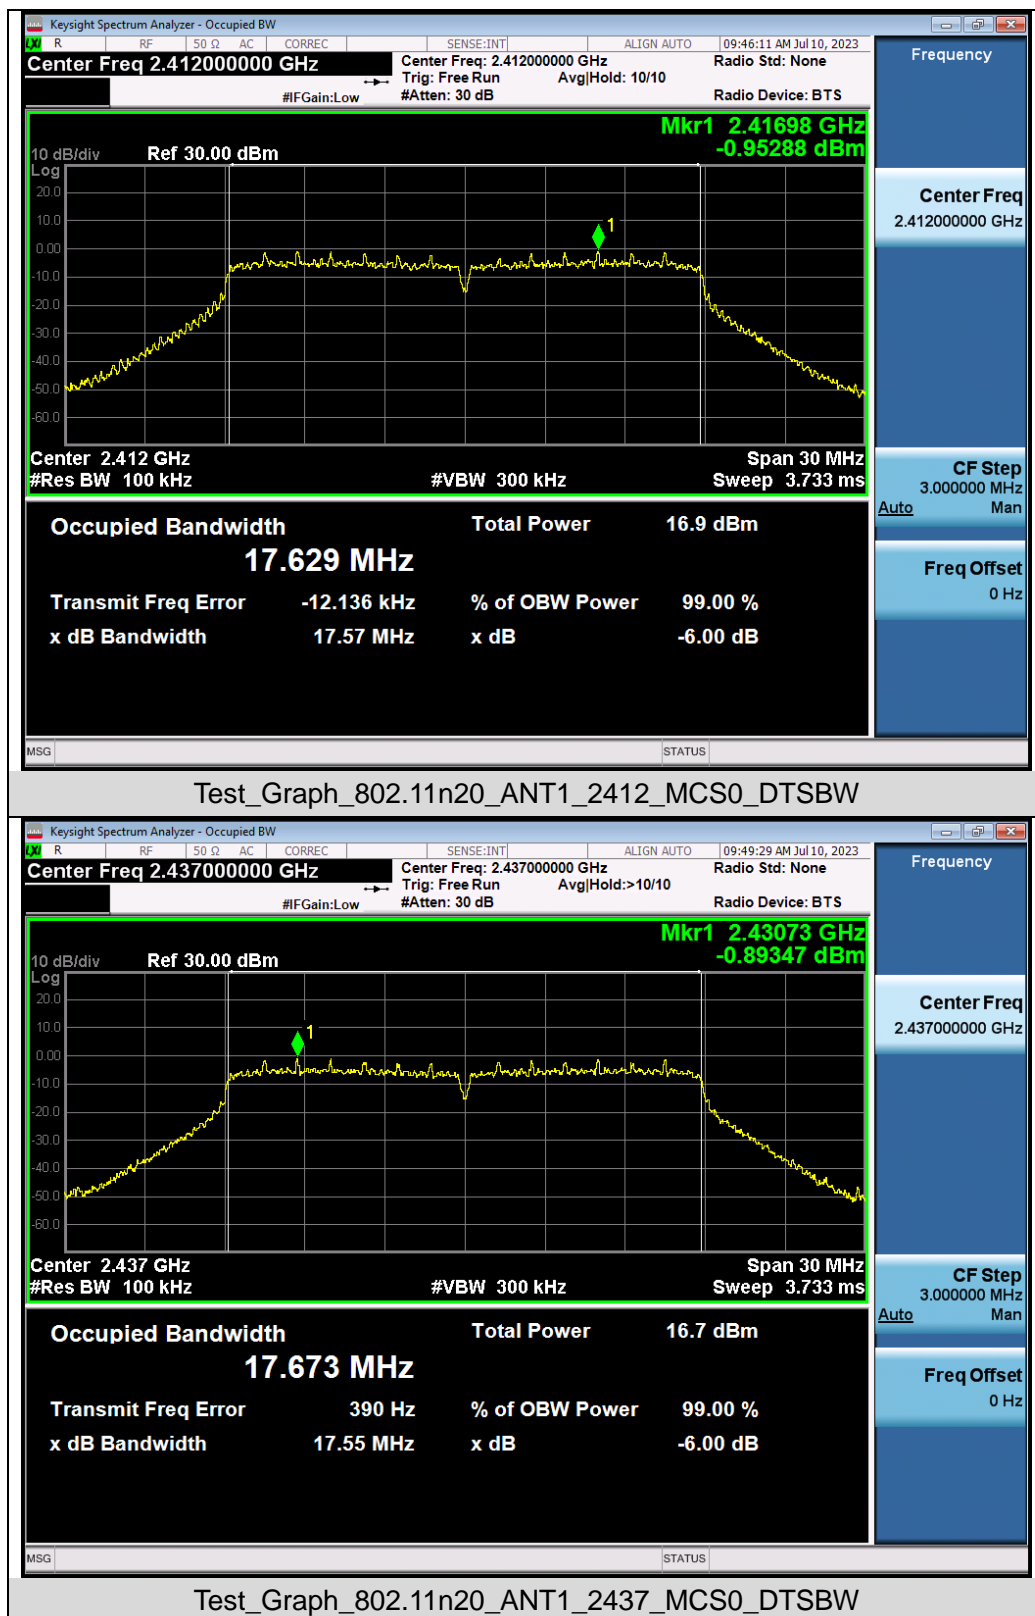 Keysight Spectrum Analyzer - Occupied BW
LXI R RF 50 Ω AC CORREC SENSE:INT ALIGN AUTO 09:46:11 AM Jul 10, 2023
Center Freq 2.412000000 GHz
Center Freq: 2.412000000 GHz Radio Std: None
Trig: Free Run Avg|Hold: 10/10
#IFGain:Low #Atten: 30 dB Radio Device: BTS
Mkr1 2.41698 GHz
-0.95288 dBm
10 dB/div Ref 30.00 dBm
Log
20.0
10.0
0.00
-10.0
-20.0
-30.0
-40.0
-50.0
-60.0
1
Center 2.412 GHz Span 30 MHz
#Res BW 100 kHz #VBW 300 kHz Sweep 3.733 ms
Occupied Bandwidth Total Power 16.9 dBm
17.629 MHz
Transmit Freq Error -12.136 kHz % of OBW Power 99.00 %
x dB Bandwidth 17.57 MHz x dB -6.00 dB
MSG STATUS
Frequency
Center Freq
2.412000000 GHz
CF Step
3.000000 MHz
Auto Man
Freq Offset
0 Hz
Test_Graph_802.11n20_ANT1_2412_MCS0_DTSBW
Keysight Spectrum Analyzer - Occupied BW
LXI R RF 50 Ω AC CORREC SENSE:INT ALIGN AUTO 09:49:29 AM Jul 10, 2023
Center Freq 2.437000000 GHz
Center Freq: 2.437000000 GHz Radio Std: None
Trig: Free Run Avg|Hold:>10/10
#IFGain:Low #Atten: 30 dB Radio Device: BTS
Mkr1 2.43073 GHz
-0.89347 dBm
10 dB/div Ref 30.00 dBm
Log
20.0
10.0
0.00
-10.0
-20.0
-30.0
-40.0
-50.0
-60.0
1
Center 2.437 GHz Span 30 MHz
#Res BW 100 kHz #VBW 300 kHz Sweep 3.733 ms
Occupied Bandwidth Total Power 16.7 dBm
17.673 MHz
Transmit Freq Error 390 Hz % of OBW Power 99.00 %
x dB Bandwidth 17.55 MHz x dB -6.00 dB
MSG STATUS
Frequency
Center Freq
2.437000000 GHz
CF Step
3.000000 MHz
Auto Man
Freq Offset
0 Hz
Test_Graph_802.11n20_ANT1_2437_MCS0_DTSBW